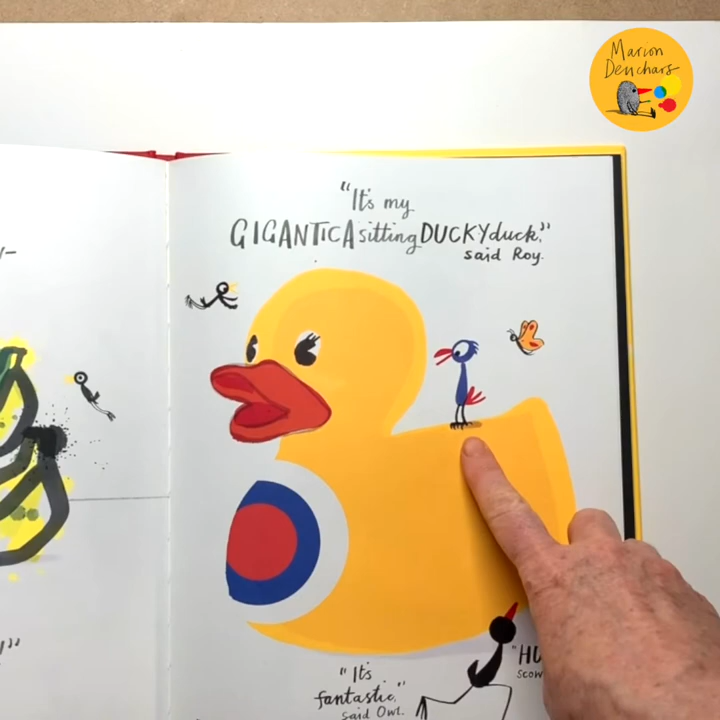 Marion
Deuchars
"It's my
GIGANTICA sitting DUCKY duck,"
said Roy.
"It's
fantastic,"
said Owl.
"HU
scow